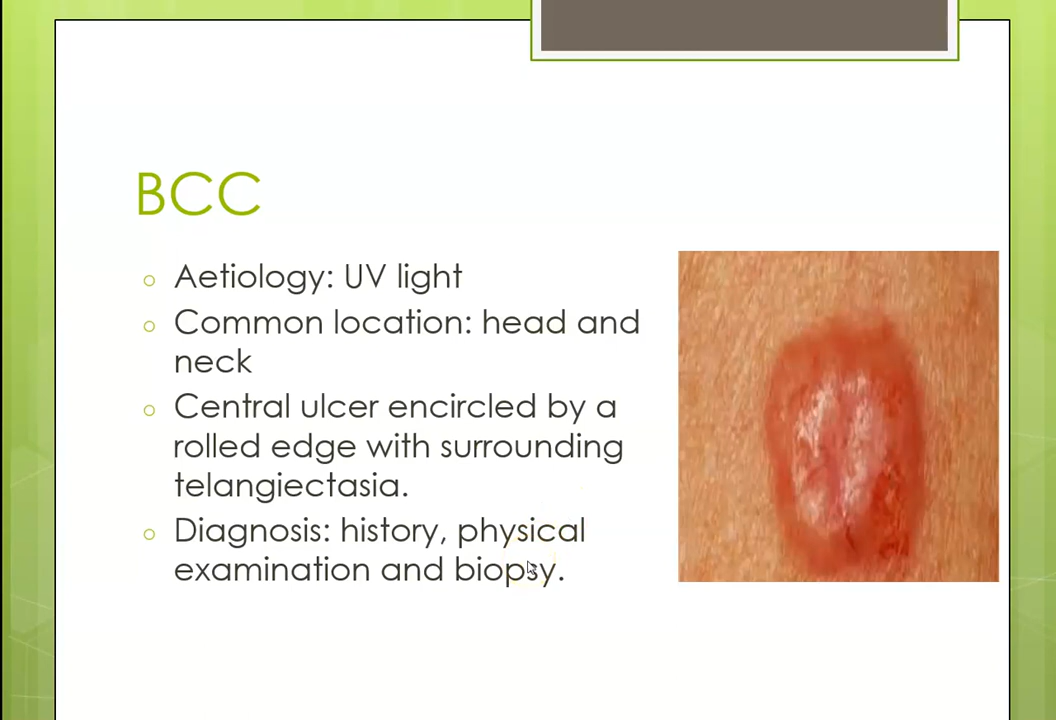 BCC
Aetiology: UV light
Common location: head and
neck
Central ulcer encircled by a
rolled edge with surrounding
telangiectasia.
Diagnosis: history, physical
examination and biopsy.